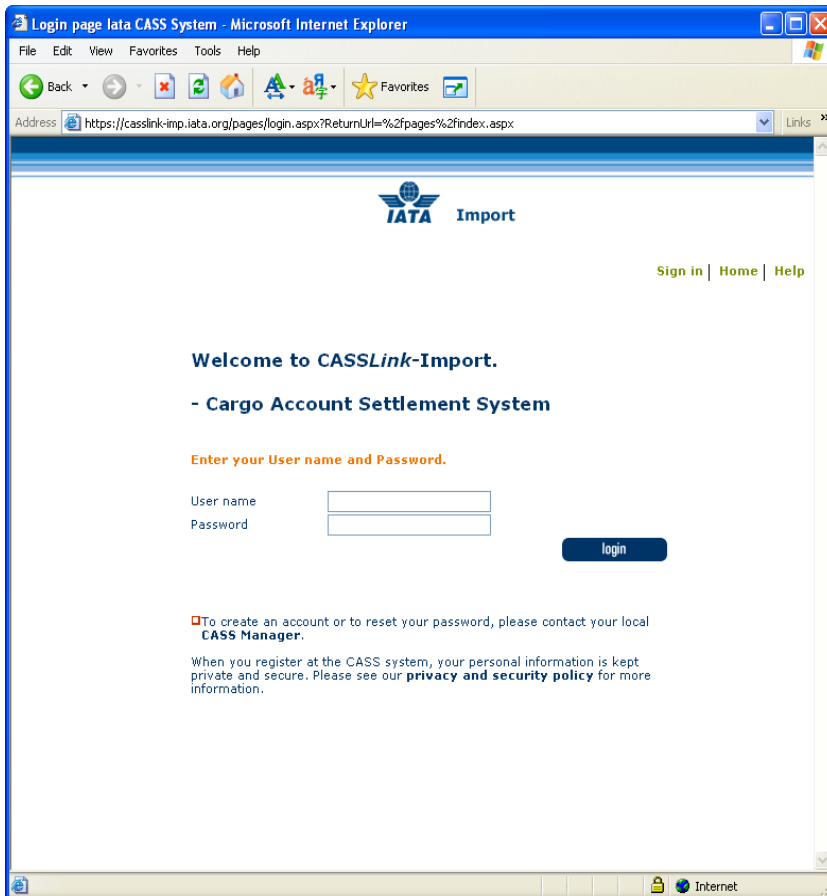 Login page Iata CASS System - Microsoft Internet Explorer
File Edit View Favorites Tools Help
Back Favorites
Address https://casslink-imp.iata.org/pages/login.aspx?ReturnUrl=%2fpages%2findex.aspx Links »
IATA Import
Sign in | Home | Help
Welcome to CASSLink-Import.
- Cargo Account Settlement System
Enter your User name and Password.
User name
Password
login
To create an account or to reset your password, please contact your local
CASS Manager.
When you register at the CASS system, your personal information is kept
private and secure. Please see our privacy and security policy for more
information.
Internet